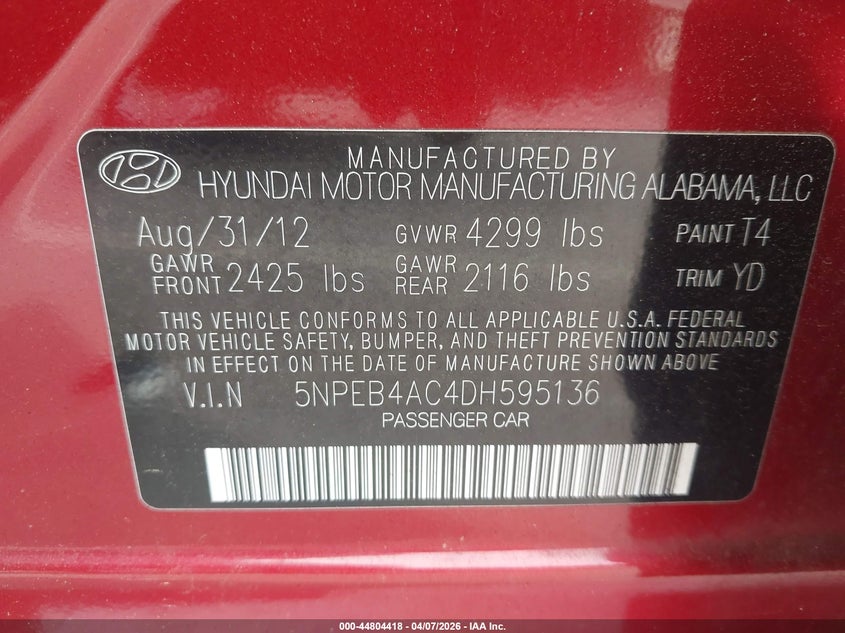 MANUFACTURED BY
HYUNDAI MOTOR MANUFACTURING ALABAMA, LLC
Aug/31/12 GVWR 4299 lbs PAINT T4
GAWR FRONT 2425 lbs GAWR REAR 2116 lbs TRIM YD
THIS VEHICLE CONFORMS TO ALL APPLICABLE U.S.A. FEDERAL
MOTOR VEHICLE SAFETY, BUMPER, AND THEFT PREVENTION STANDARDS
IN EFFECT ON THE DATE OF MANUFACTURE SHOWN ABOVE
V.I.N 5NPEB4AC4DH595136
PASSENGER CAR
000-44804418 - 04/07/2026 - IAA Inc.